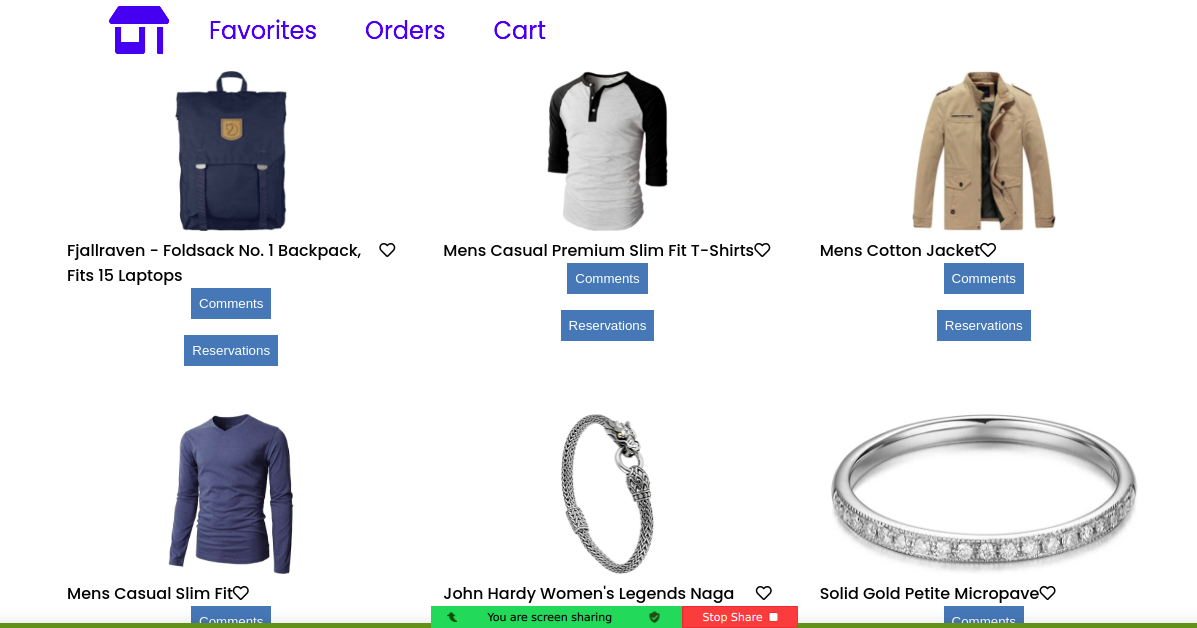 Favorites Orders Cart
Fjallraven - Foldsack No. 1 Backpack,
Fits 15 Laptops
Comments
Reservations
Mens Casual Premium Slim Fit T-Shirts
Comments
Reservations
Mens Cotton Jacket
Comments
Reservations
Mens Casual Slim Fit
Comments
John Hardy Women's Legends Naga
Solid Gold Petite Micropave
Comments
You are screen sharing
Stop Share